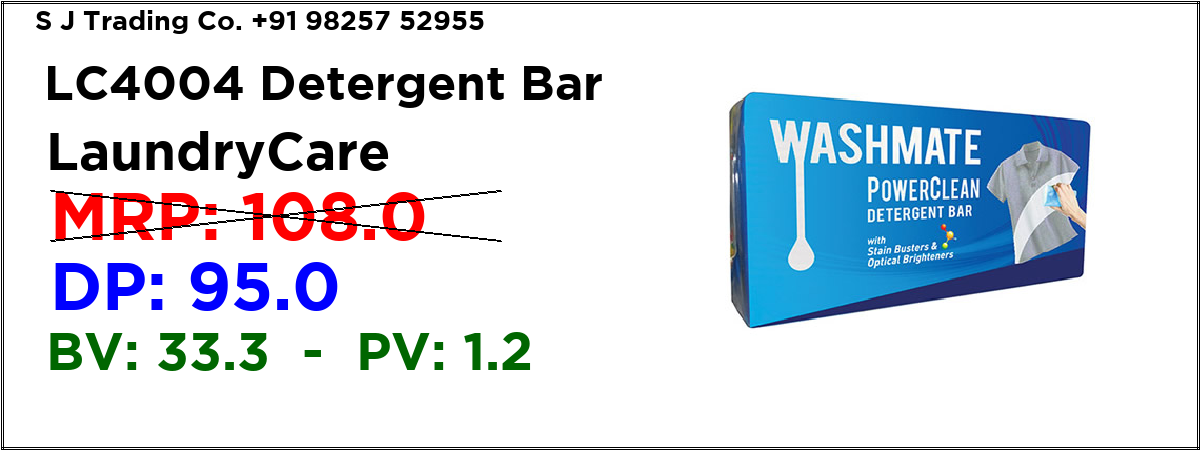 S J Trading Co. +91 98257 52955
LC4004 Detergent Bar
LaundryCare
MRP: 108.0
DP: 95.0
BV: 33.3 - PV: 1.2
WASHMATE
POWERCLEAN
DETERGENT BAR
with
Stain Busters &
Optical Brighteners